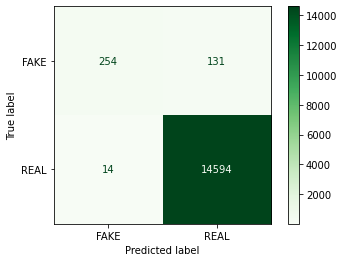 14000
FAKE 254 131
12000
10000
True label
8000
6000
REAL 14 14594
4000
2000
FAKE REAL
Predicted label